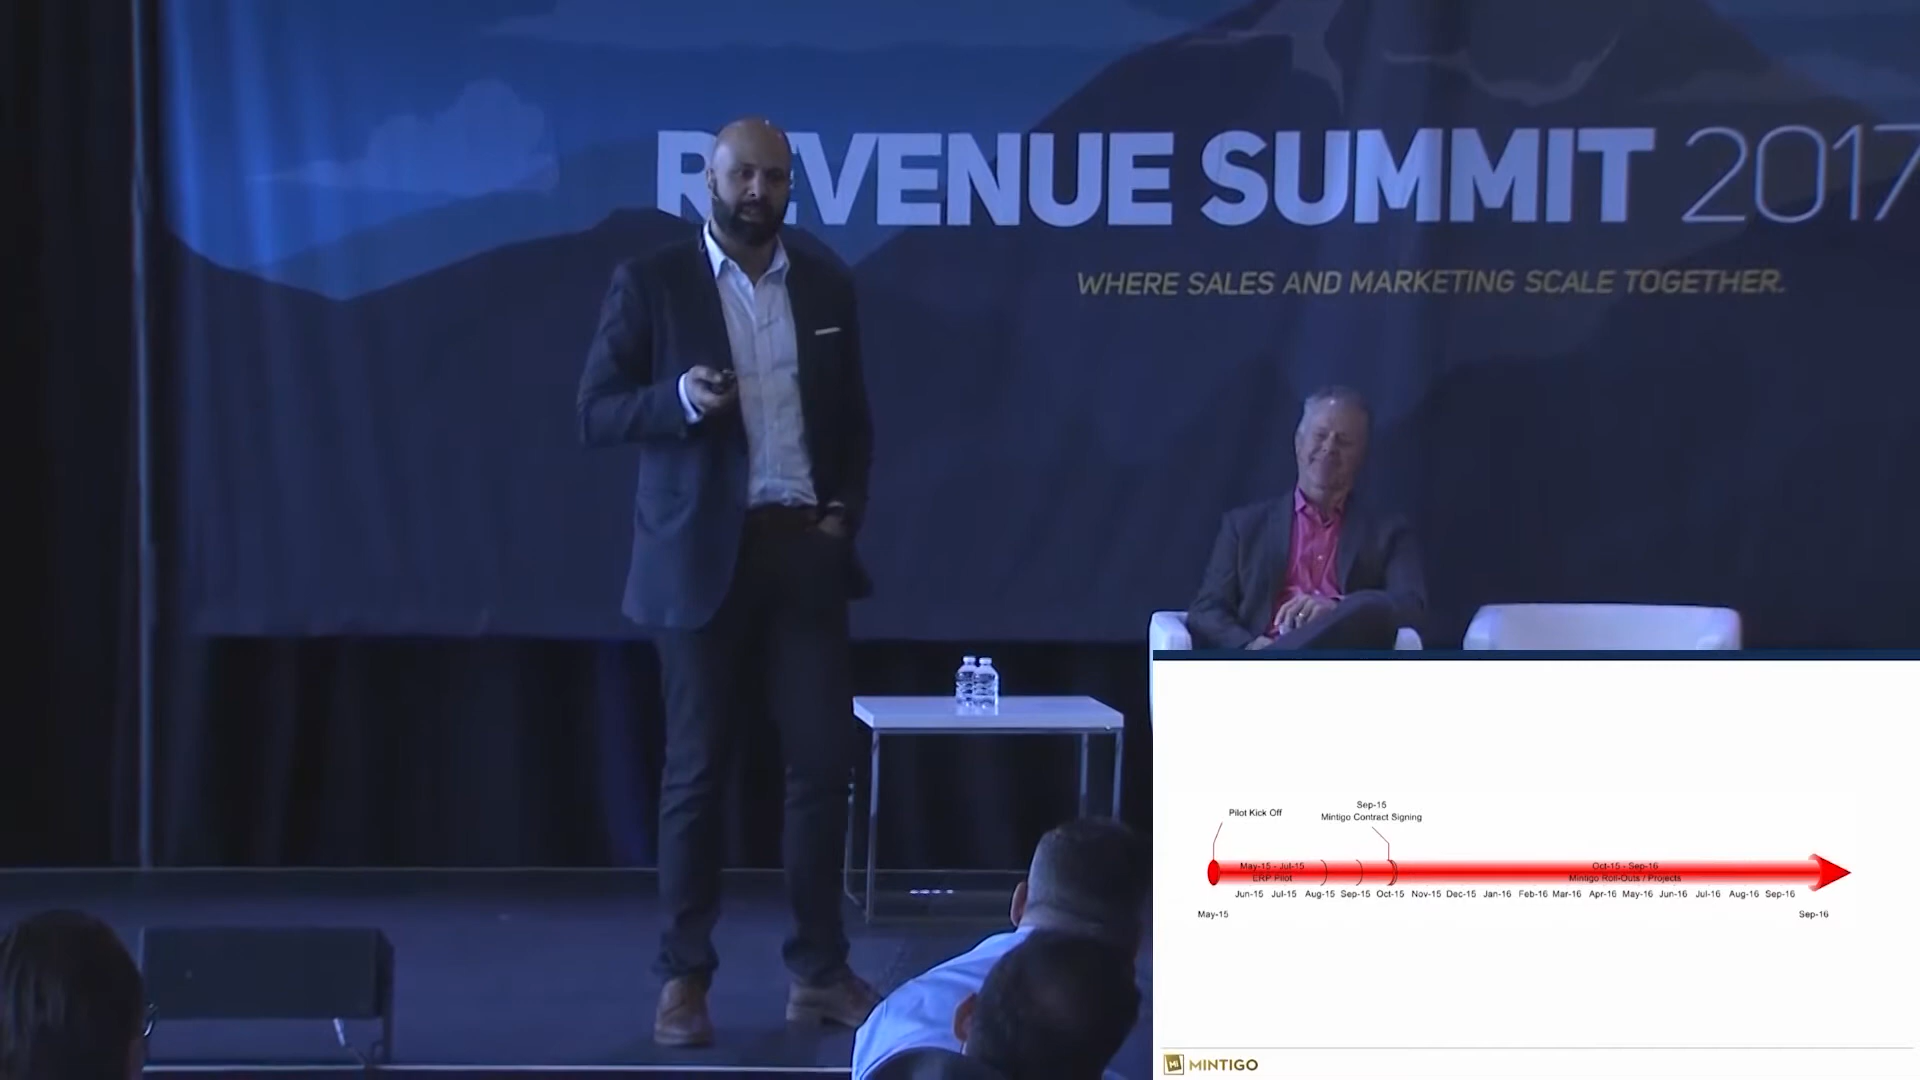 REVENUE SUMMIT 2017
WHERE SALES AND MARKETING SCALE TOGETHER.
Sep-15
Pilot Kick Off
Mintigo Contract Signing
May-15 - Jul-15
Oct-15 - Sep-16
ERP Pilot
Mintigo Roll-Outs / Projects
Jun-15 Jul-15 Aug-15 Sep-15 Oct-15 Nov-15 Dec-15 Jan-16 Feb-16 Mar-16 Apr-16 May-16 Jun-16 Jul-16 Aug-16 Sep-16
May-15
Sep-16
Mi MINTIGO